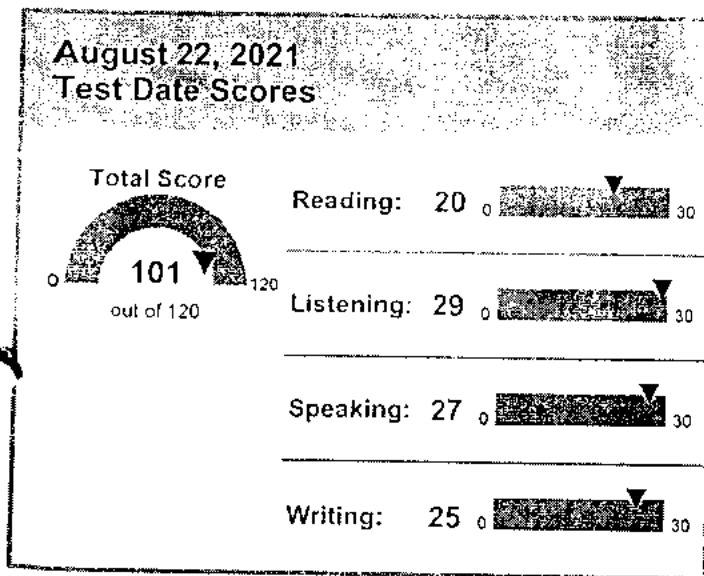 August 22, 2021
Test Date Scores
Total Score
0
101
120
out of 120
Reading: 20 0 30
Listening: 29 0 30
Speaking: 27 0 30
Writing: 25 0 30